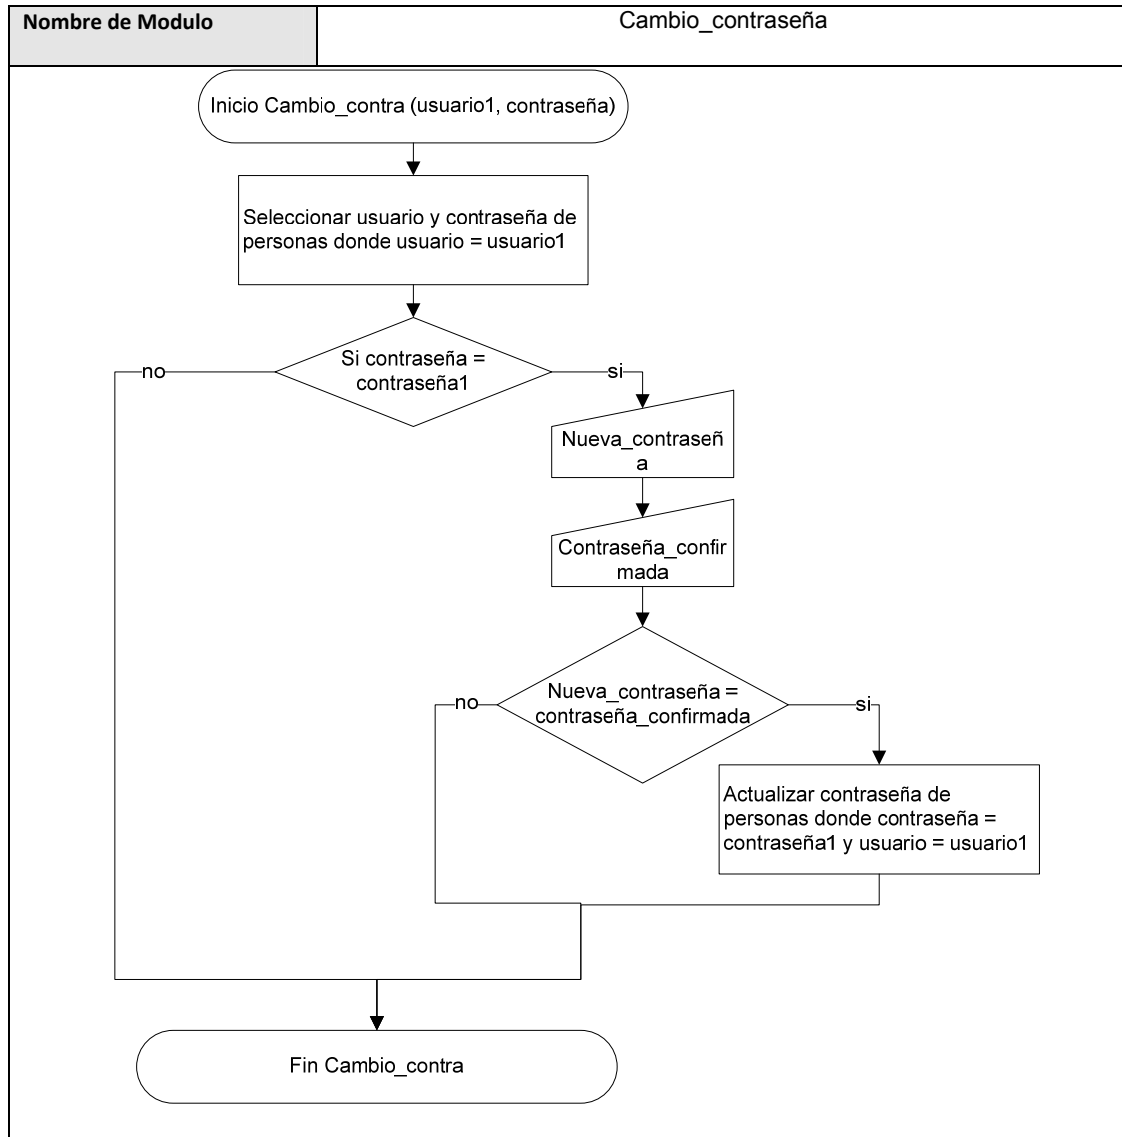 Nombre de Modulo
Cambio_contraseña
Inicio Cambio_contra (usuario1, contraseña)
Seleccionar usuario y contraseña de
personas donde usuario = usuario1
Si contraseña =
contraseña1
no
si
Nueva_contraseñ
a
Contraseña_confir
mada
Nueva_contraseña =
contraseña_confirmada
no
si
Actualizar contraseña de
personas donde contraseña =
contraseña1 y usuario = usuario1
Fin Cambio_contra